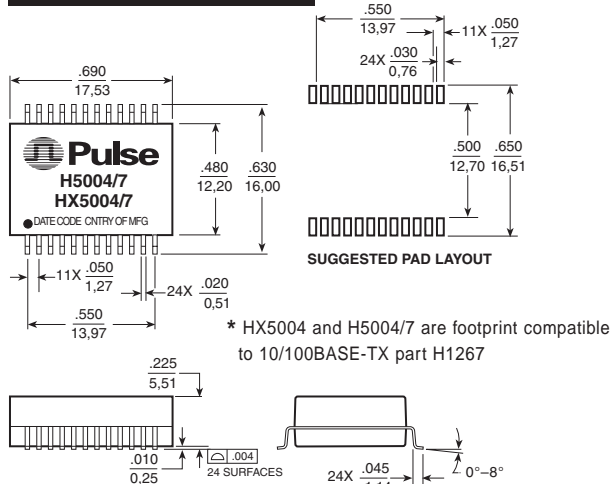 .690
17,53
Pulse
H5004/7
HX5004/7
DATE CODE CNTRY OF MFG
.480
12,20
.630
16,00
11X .050
1,27
24X .020
0,51
.550
13,97
.550
13,97
11X .050
1,27
24X .030
0,76
.500
12,70
.650
16,51
SUGGESTED PAD LAYOUT
* HX5004 and H5004/7 are footprint compatible
to 10/100BASE-TX part H1267
.225
5,51
.010
0,25
.004
24 SURFACES
24X .045
0°–8°